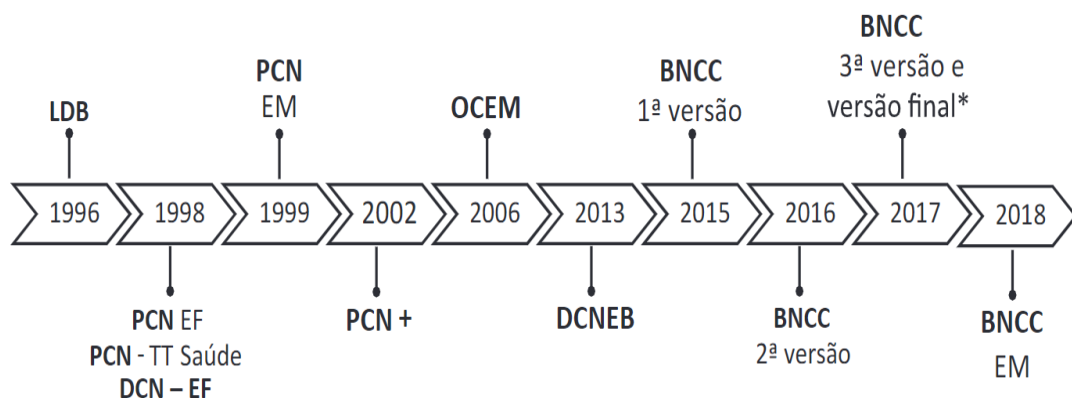 LDB
PCN
EM
OCEM
BNCC
1ª versão
BNCC
3ª versão e
versão final*
1996
1998
1999
2002
2006
2013
2015
2016
2017
2018
PCN EF
PCN - TT Saúde
DCN – EF
PCN +
DCNEB
BNCC
2ª versão
BNCC
EM